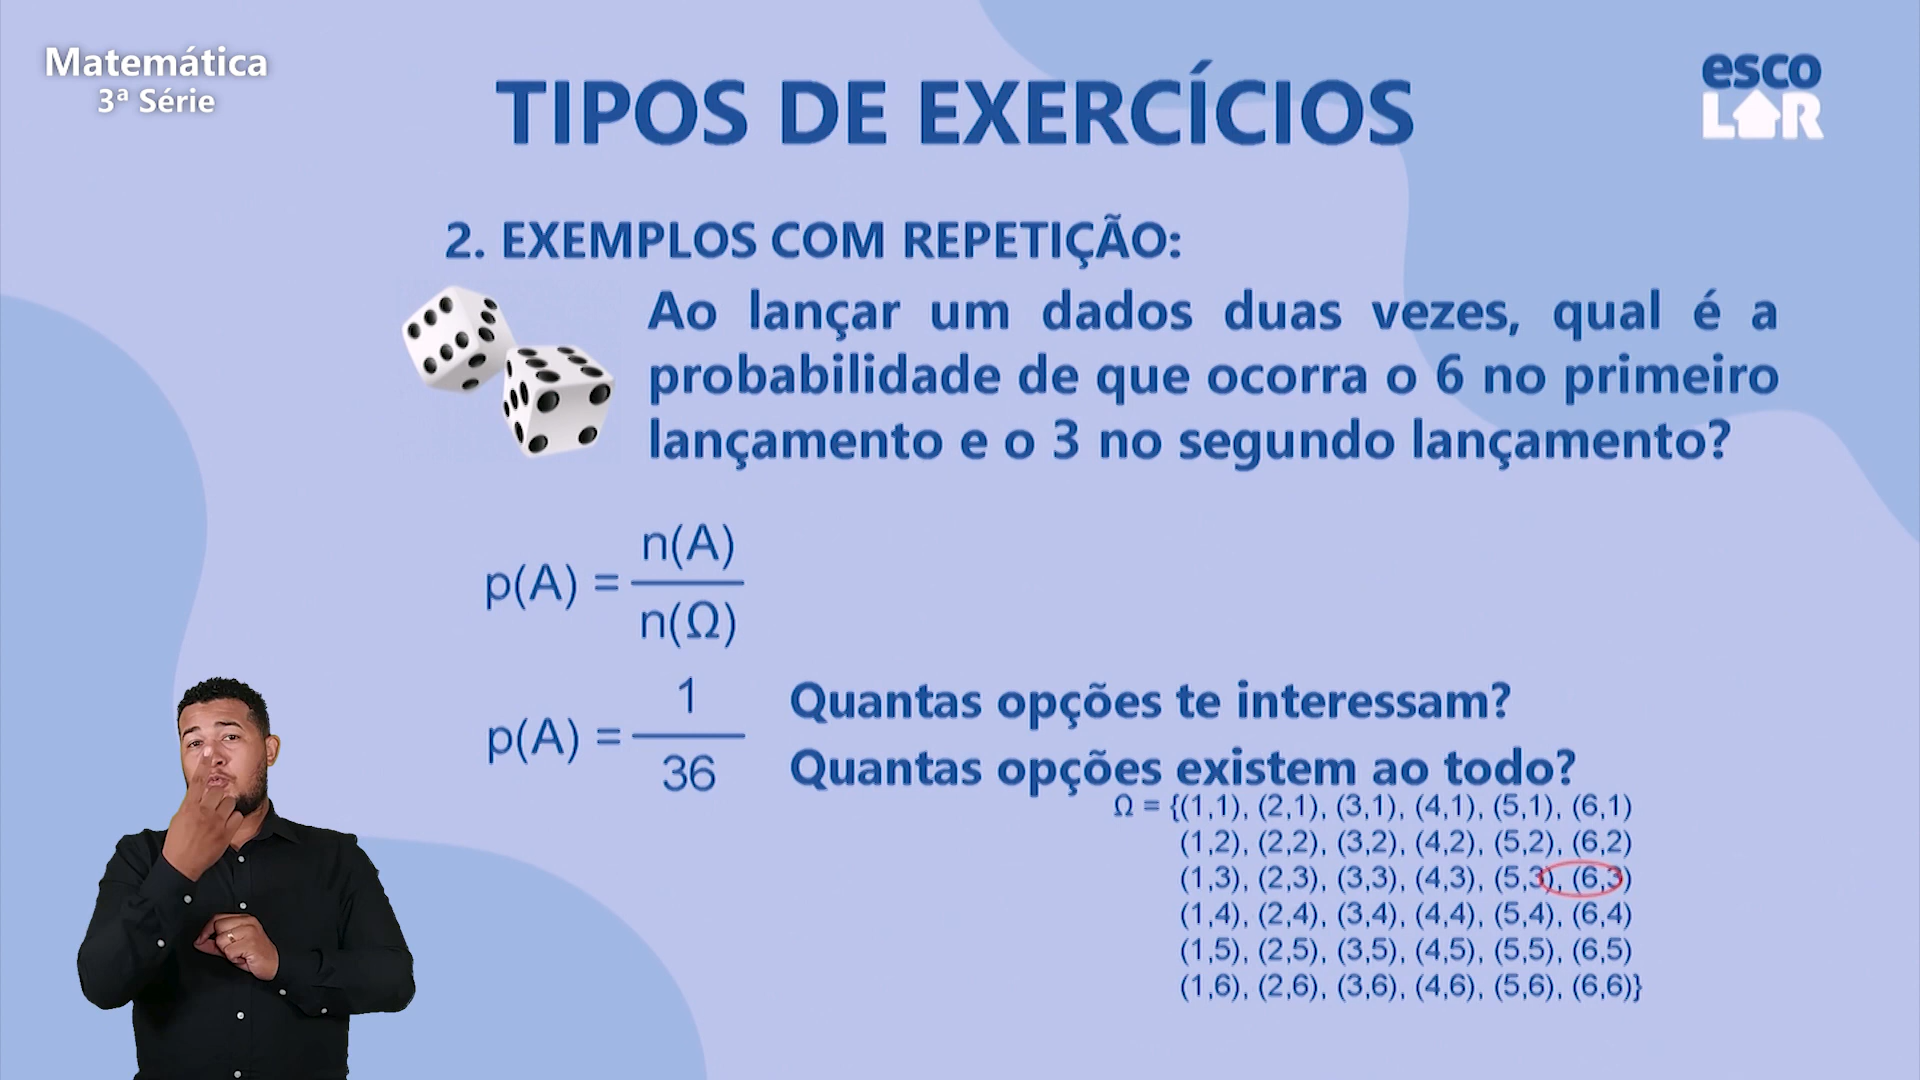 Matemática
3ª Série
esco
LAR
TIPOS DE EXERCÍCIOS
2. EXEMPLOS COM REPETIÇÃO:
Ao lançar um dados duas vezes, qual é a
probabilidade de que ocorra o 6 no primeiro
lançamento e o 3 no segundo lançamento?
p(A) = n(A)
n(Ω)
p(A) = 1
36
Quantas opções te interessam?
Quantas opções existem ao todo?
Ω = {(1,1), (2,1), (3,1), (4,1), (5,1), (6,1)
(1,2), (2,2), (3,2), (4,2), (5,2), (6,2)
(1,3), (2,3), (3,3), (4,3), (5,3), (6,3)
(1,4), (2,4), (3,4), (4,4), (5,4), (6,4)
(1,5), (2,5), (3,5), (4,5), (5,5), (6,5)
(1,6), (2,6), (3,6), (4,6), (5,6), (6,6)}